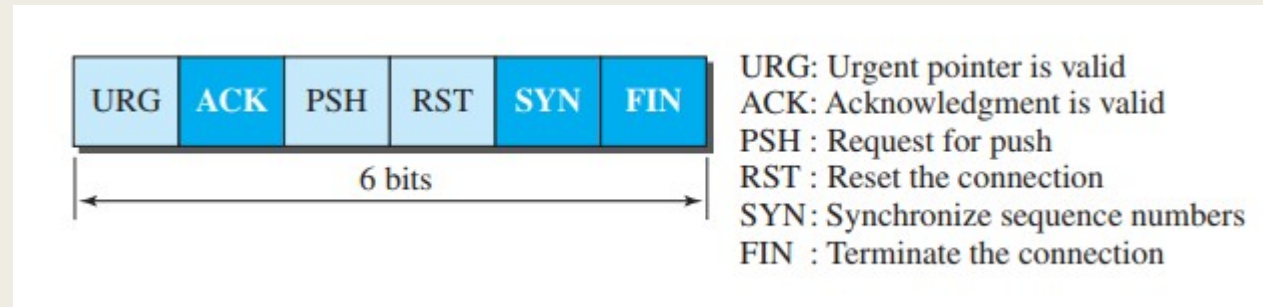 URG ACK PSH RST SYN FIN
6 bits
URG: Urgent pointer is valid
ACK: Acknowledgment is valid
PSH : Request for push
RST : Reset the connection
SYN: Synchronize sequence numbers
FIN : Terminate the connection